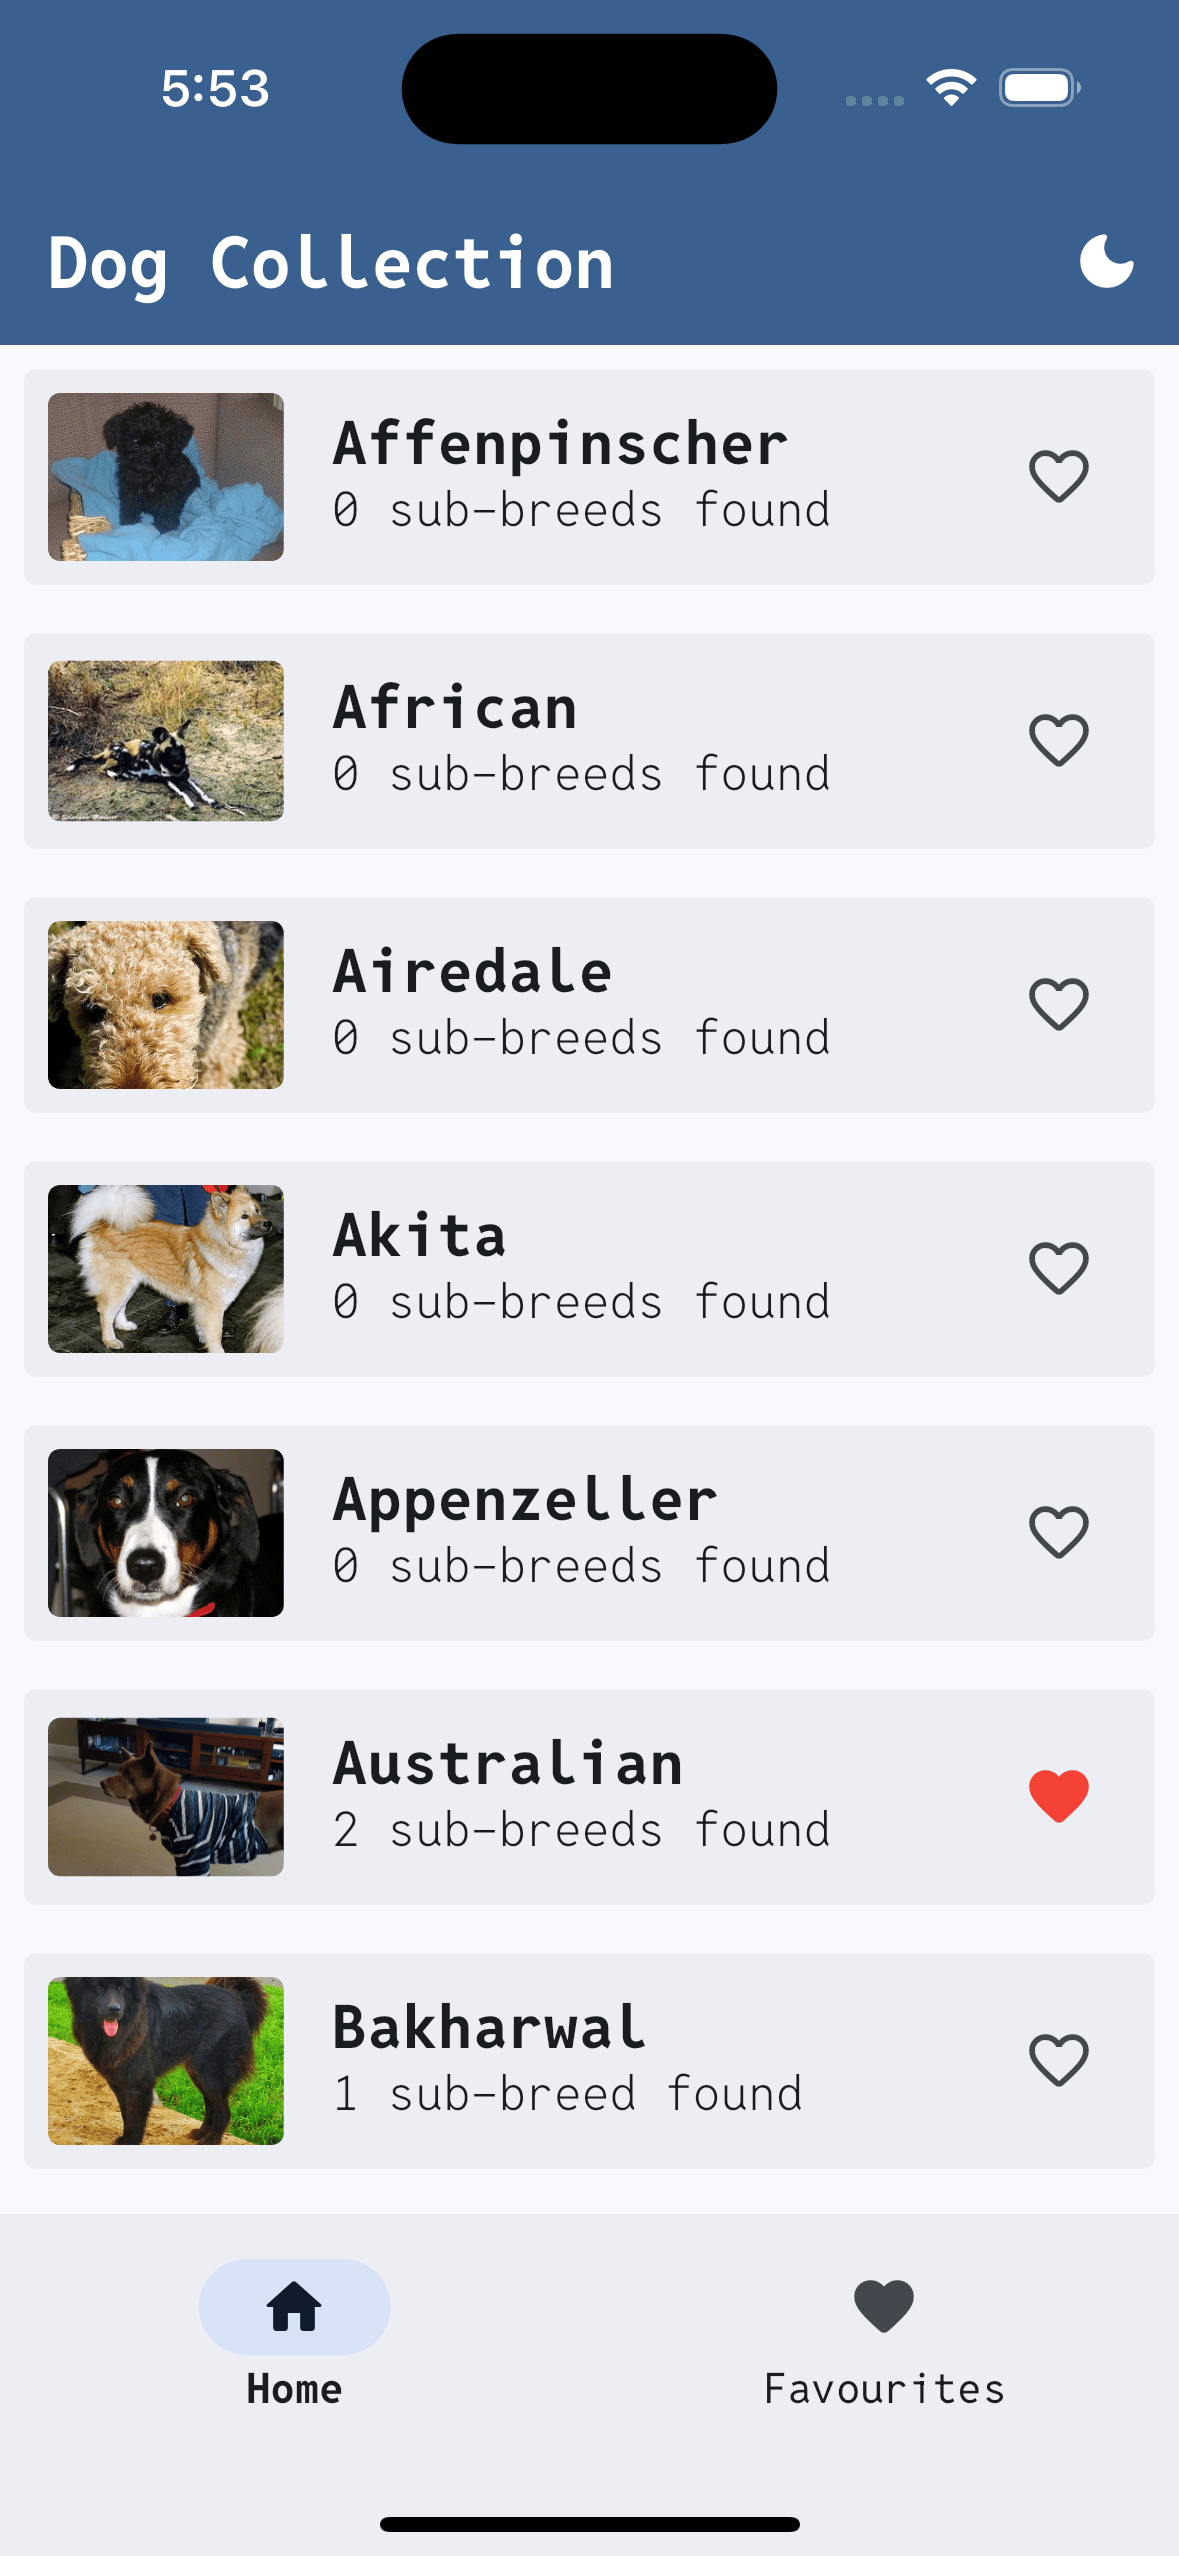 5:53
Dog Collection
Affenpinscher
0 sub-breeds found
African
0 sub-breeds found
Airedale
0 sub-breeds found
Akita
0 sub-breeds found
Appenzeller
0 sub-breeds found
Australian
2 sub-breeds found
Bakharwal
1 sub-breed found
Home
Favourites